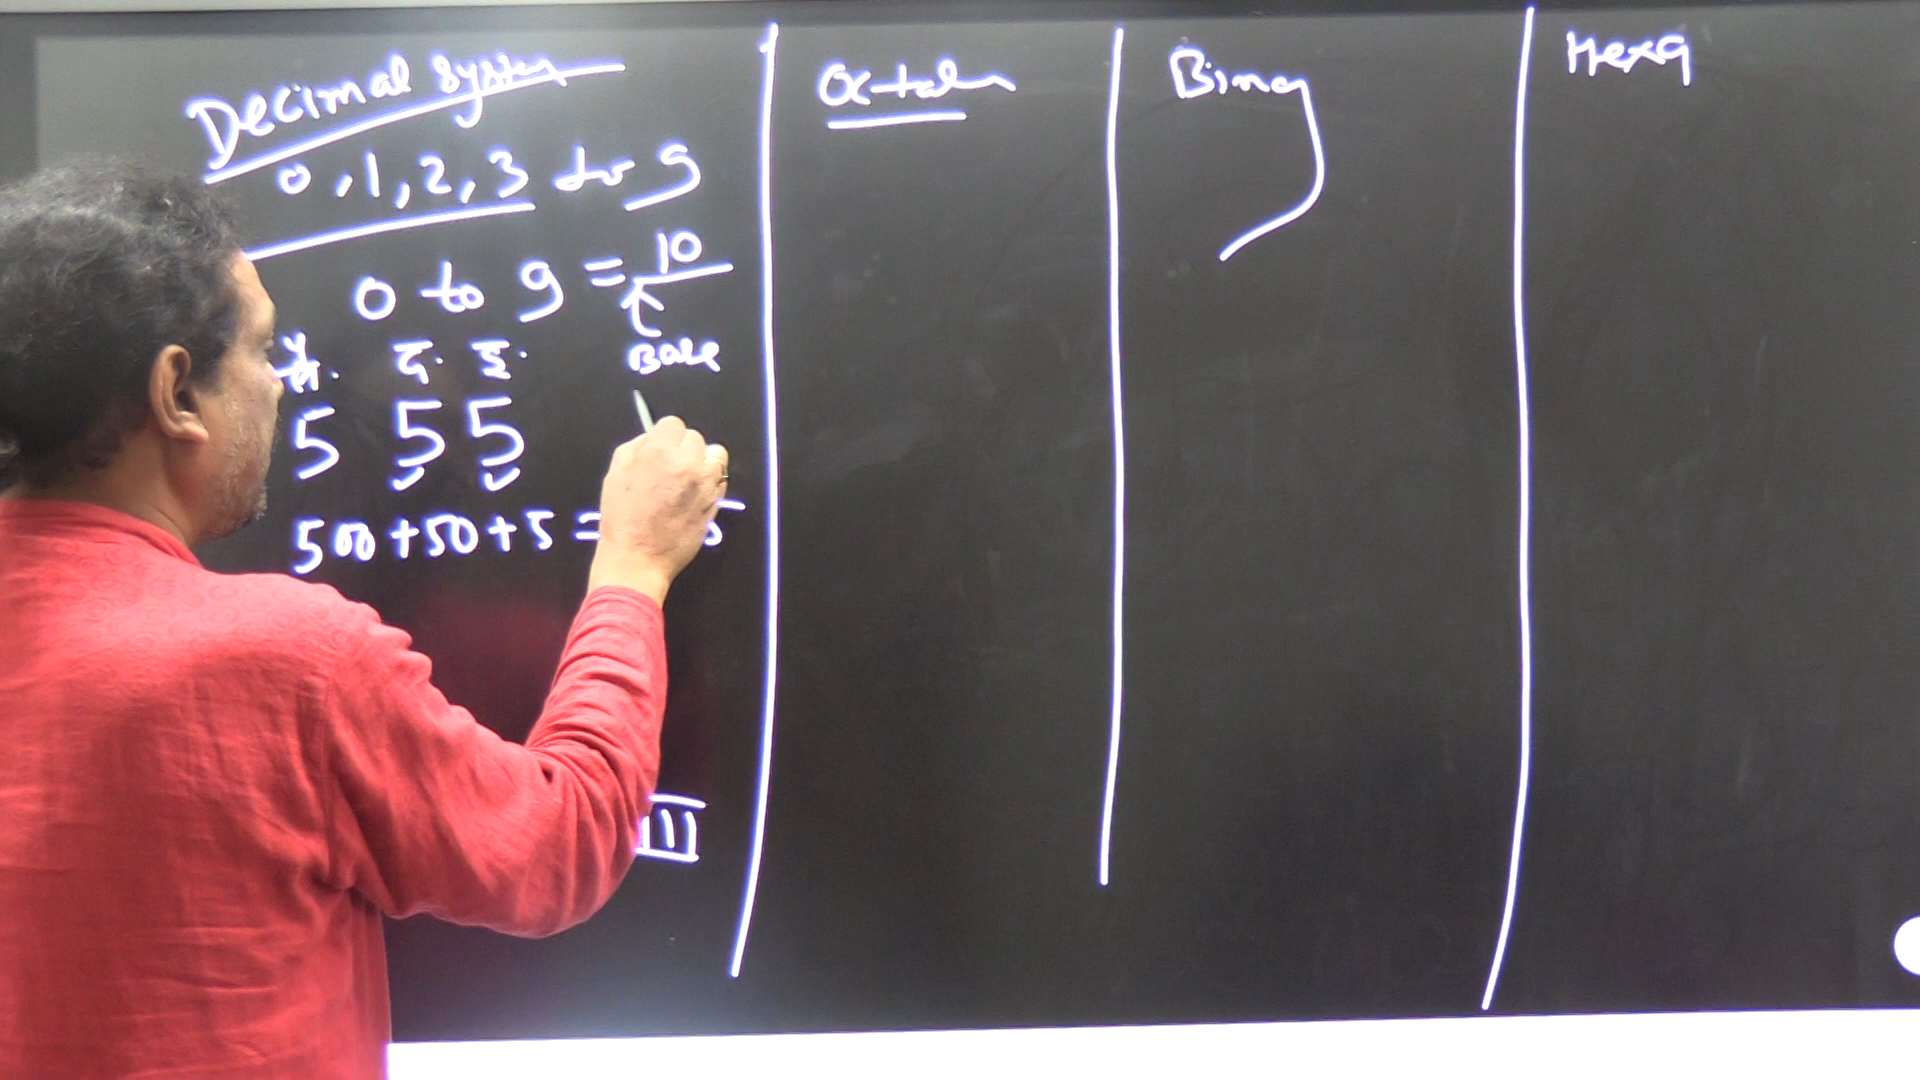 Decimal system
0,1,2,3 to 9
0 to 9 = 10
Base
सै. द. इ.
5 5 5
500+50+5 =
Octal
Binary
Hexa